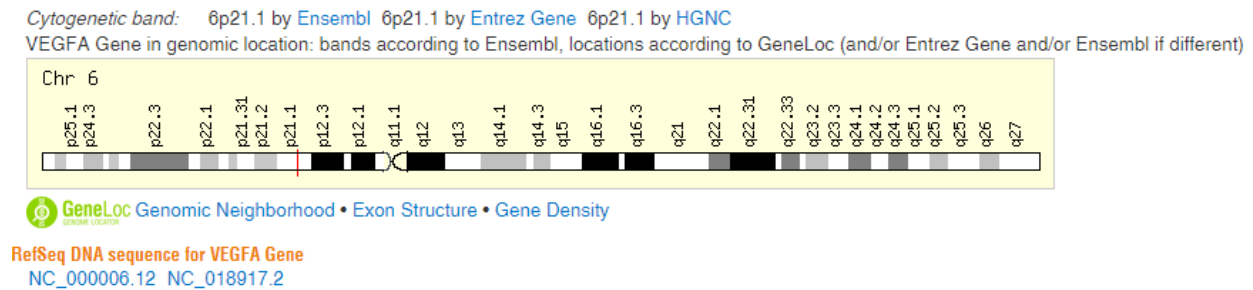 Cytogenetic band: 6p21.1 by Ensembl 6p21.1 by Entrez Gene 6p21.1 by HGNC
VEGFA Gene in genomic location: bands according to Ensembl, locations according to GeneLoc (and/or Entrez Gene and/or Ensembl if different)
Chr 6
p25.1 p24.3 p22.3 p22.1 p21.31 p21.2 p21.1 p12.3 p12.1 q11.1 q12 q13 q14.1 q14.3 q15 q16.1 q16.3 q21 q22.1 q22.31 q22.33 q23.2 q23.3 q24.1 q24.2 q24.3 q25.1 q25.2 q25.3 q26 q27
GeneLoc Genomic Neighborhood • Exon Structure • Gene Density
GENOME LOCATOR
RefSeq DNA sequence for VEGFA Gene
NC_000006.12 NC_018917.2